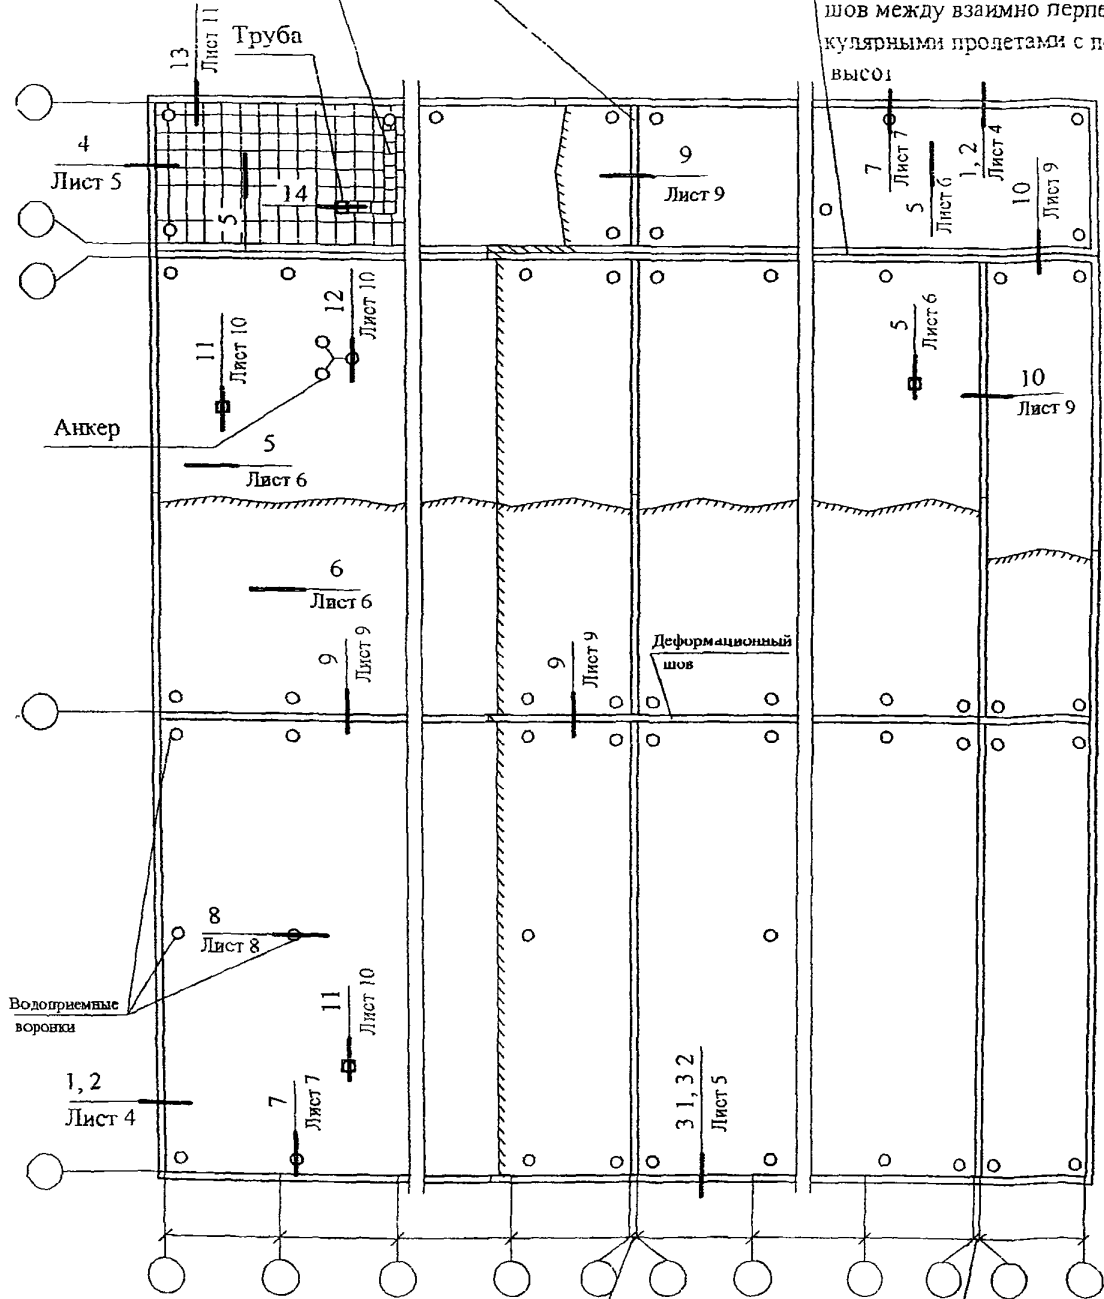 шов между взаимно перпе
кулярными пролетами с п
высот
13
Лист 11
Труба
4
Лист 5
14
5
9
Лист 9
7
Лист 7
5
Лист 6
1, 2
Лист 4
10
Лист 9
11
Лист 10
12
Лист 10
5
Лист 6
10
Лист 9
Анкер
5
Лист 6
6
Лист 6
9
Лист 9
9
Лист 9
Деформационный
шов
8
Лист 8
Водоприемные
воронки
11
Лист 10
1, 2
Лист 4
7
Лист 7
3 1, 3 2
Лист 5